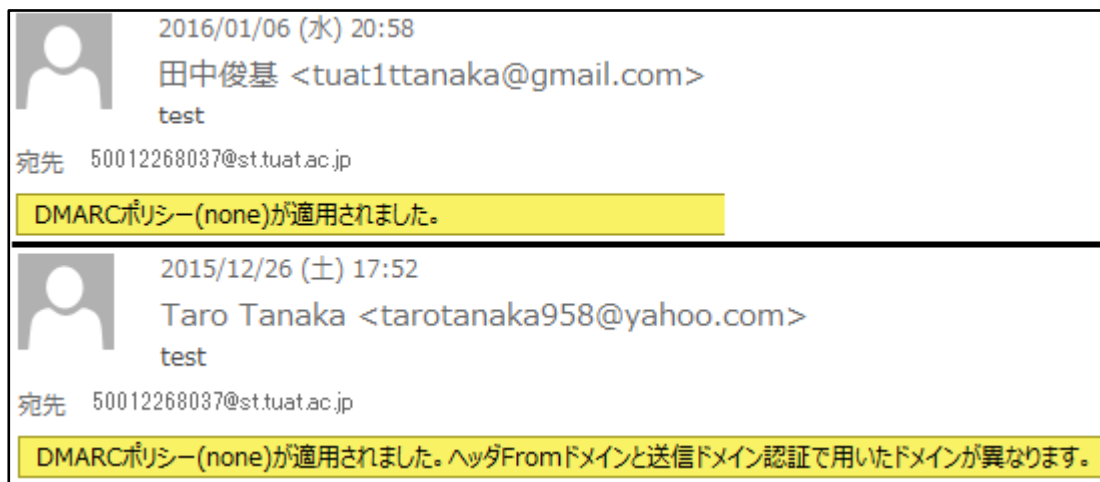 2016/01/06 (水) 20:58
田中俊基 <tuat1ttanaka@gmail.com>
test
宛先 50012268037@st.tuat.ac.jp
DMARCポリシー(none)が適用されました。
2015/12/26 (土) 17:52
Taro Tanaka <tarotanaka958@yahoo.com>
test
宛先 50012268037@st.tuat.ac.jp
DMARCポリシー(none)が適用されました。ヘッダFromドメインと送信ドメイン認証で用いたドメインが異なります。